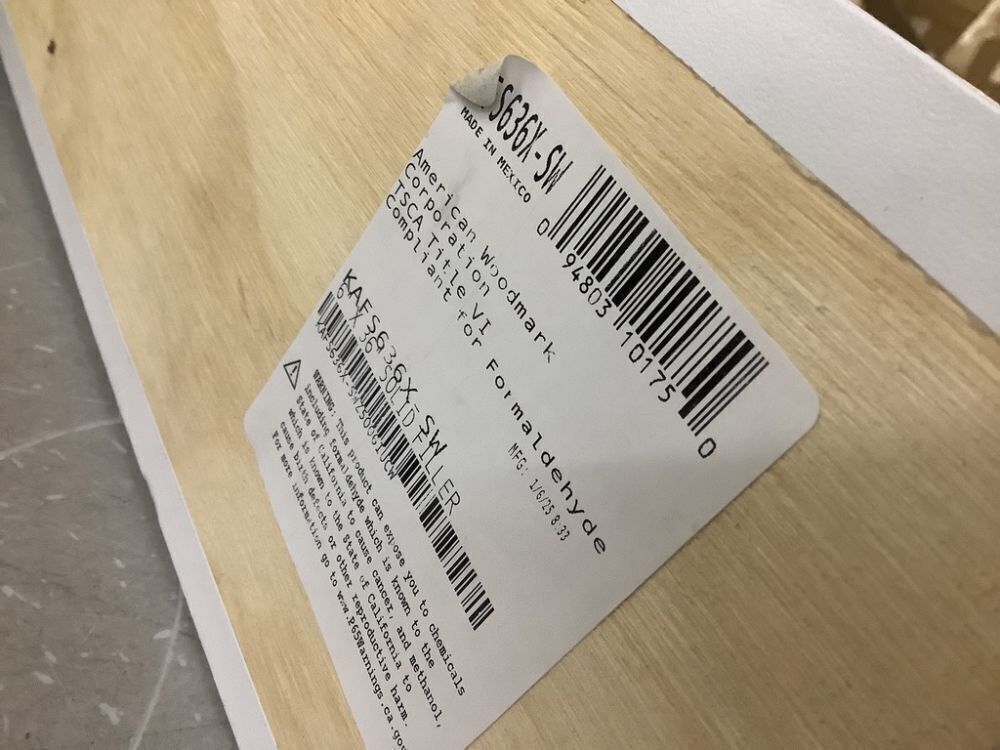 FS636X-SW
MADE IN MEXICO
0 94803 10175 0
American Woodmark
Corporation
TSCA Title VI
Compliant for Formaldehyde
MFG: 1/6/25 8:33
KAFS636X SW
SOLID FILLER
WARNING: This product can expose you to chemicals
including formaldehyde which is known to the
State of California to cause cancer, and methanol,
which is known to the State of California to
cause birth defects or other reproductive harm.
For more information go to www.P65Warnings.ca.gov